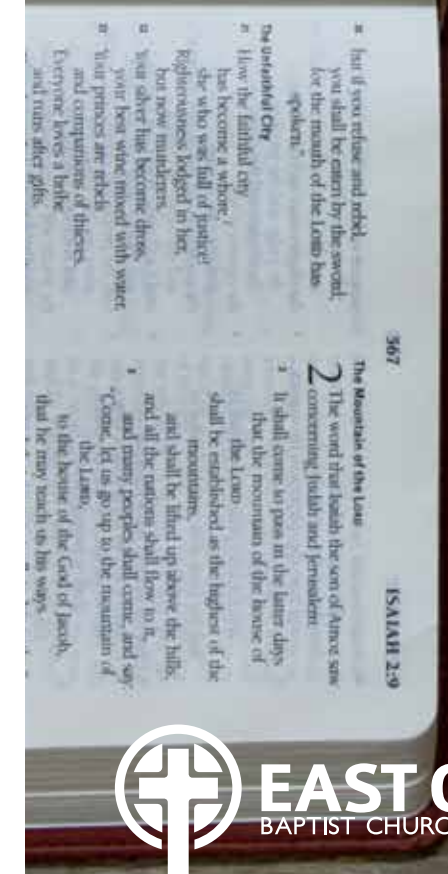 567
ISAIAH 2:9
20 but if you refuse and rebel,
you shall be eaten by the sword;
for the mouth of the LORD has
spoken."
The Unfaithful City
21 How the faithful city
has become a whore,
she who was full of justice!
Righteousness lodged in her,
but now murderers.
22 Your silver has become dross,
your best wine mixed with water.
23 Your princes are rebels
and companions of thieves.
Everyone loves a bribe
and runs after gifts.
The Mountain of the LORD
2 The word that Isaiah the son of Amoz saw
concerning Judah and Jerusalem.
2 It shall come to pass in the latter days
that the mountain of the house of
the LORD
shall be established as the highest of the
mountains,
and shall be lifted up above the hills;
and all the nations shall flow to it,
3 and many peoples shall come, and say:
"Come, let us go up to the mountain of
the LORD,
to the house of the God of Jacob,
that he may teach us his ways
EAST
BAPTIST CHURC